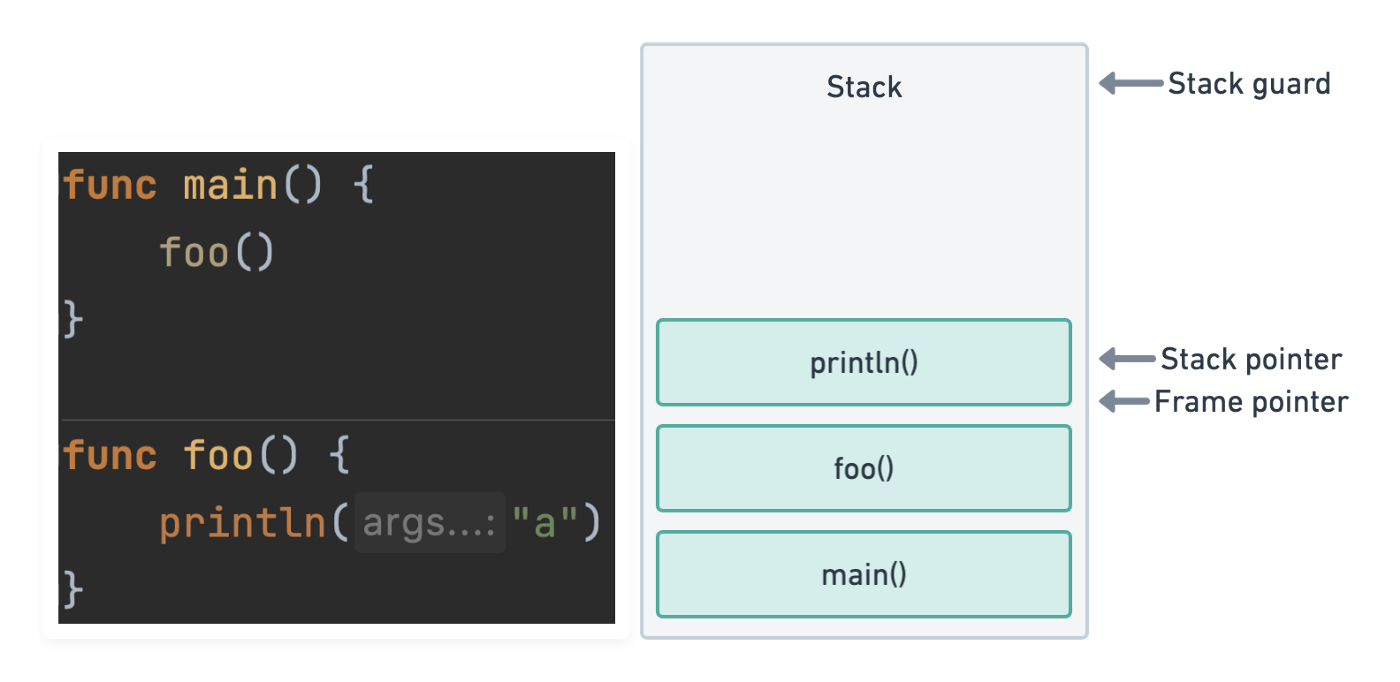 func main() {
    foo()
}
func foo() {
    println( args...: "a")
}
Stack
println()
foo()
main()
Stack guard
Stack pointer
Frame pointer